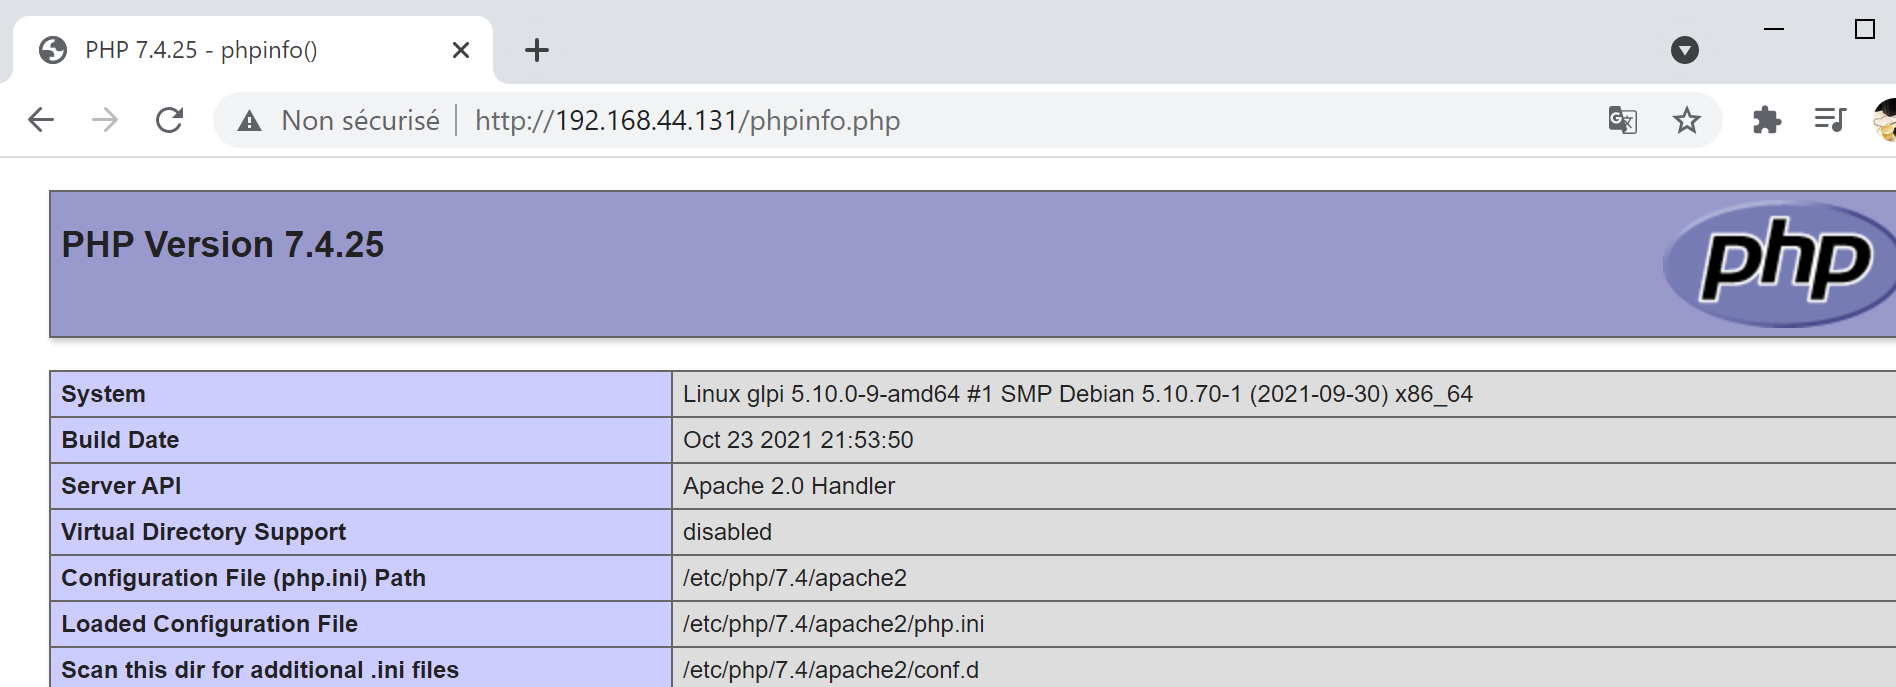 PHP 7.4.25 - phpinfo()
Non sécurisé http://192.168.44.131/phpinfo.php
PHP Version 7.4.25
php
System Linux glpi 5.10.0-9-amd64 #1 SMP Debian 5.10.70-1 (2021-09-30) x86_64
Build Date Oct 23 2021 21:53:50
Server API Apache 2.0 Handler
Virtual Directory Support disabled
Configuration File (php.ini) Path /etc/php/7.4/apache2
Loaded Configuration File /etc/php/7.4/apache2/php.ini
Scan this dir for additional .ini files /etc/php/7.4/apache2/conf.d